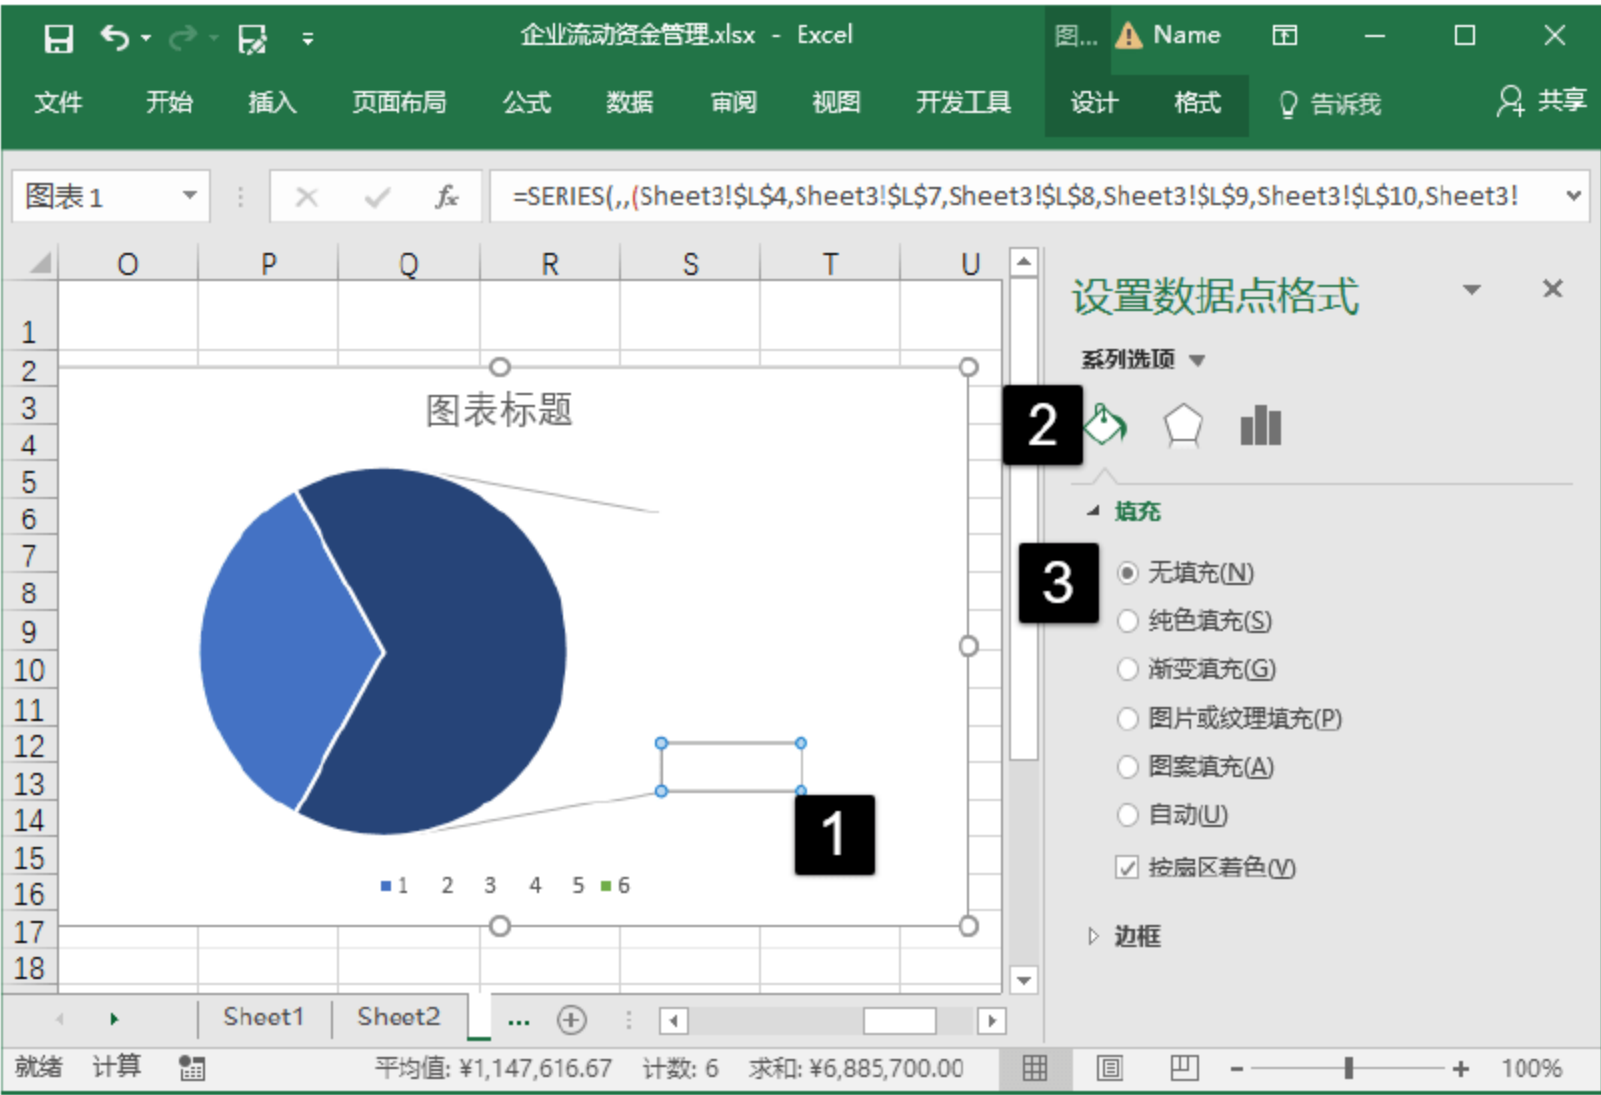 企业流动资金管理.xlsx - Excel
图... Name
文件 开始 插入 页面布局 公式 数据 审阅 视图 开发工具 设计 格式 告诉我 共享
图表 1 fx =SERIES(,,(Sheet3!$L$4,Sheet3!$L$7,Sheet3!$L$8,Sheet3!$L$9,Sheet3!$L$10,Sheet3!
O P Q R S T U
1
2
3
4
5
6
7
8
9
10
11
12
13
14
15
16
17
18
图表标题
1 2 3 4 5 6
1
设置数据点格式
系列选项
2
填充
3
无填充(N)
纯色填充(S)
渐变填充(G)
图片或纹理填充(P)
图案填充(A)
自动(U)
按扇区着色(V)
边框
Sheet1 Sheet2 ...
就绪 计算 平均值: ¥1,147,616.67 计数: 6 求和: ¥6,885,700.00 100%